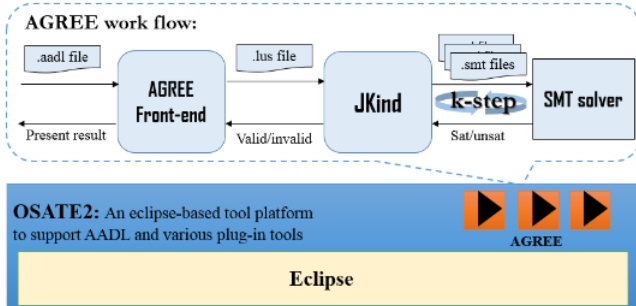 AGREE work flow:
.aadl file
.lus file
.smt files
AGREE
Front-end
JKind
k-step
SMT solver
Present result
Valid/invalid
Sat/unsat
OSATE2: An eclipse-based tool platform
to support AADL and various plug-in tools
AGREE
Eclipse